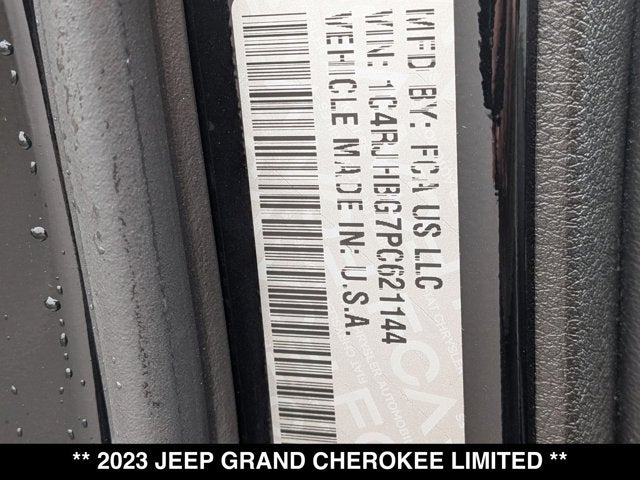 MFD BY: FCA US LLC
VIN: 1C4RJHBG7PC621144
VEHICLE MADE IN: U.S.A.
** 2023 JEEP GRAND CHEROKEE LIMITED **